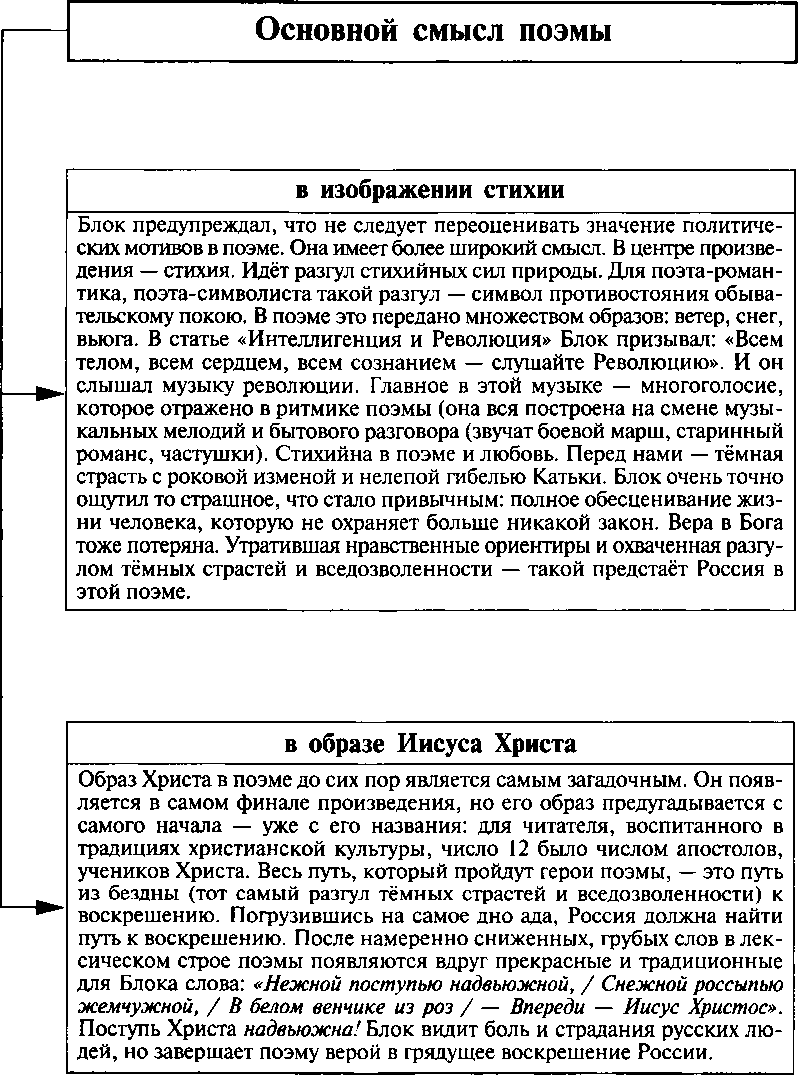 Основной смысл поэмы
в изображении стихии
Блок предупреждал, что не следует переоценивать значение политиче-
ских мотивов в поэме. Она имеет более широкий смысл. В центре произве-
дения — стихия. Идёт разгул стихийных сил природы. Для поэта-роман-
тика, поэта-символиста такой разгул — символ противостояния обыва-
тельскому покою. В поэме это передано множеством образов: ветер, снег,
вьюга. В статье «Интеллигенция и Революция» Блок призывал: «Всем
телом, всем сердцем, всем сознанием — слушайте Революцию». И он
слышал музыку революции. Главное в этой музыке — многоголосие,
которое отражено в ритмике поэмы (она вся построена на смене музы-
кальных мелодий и бытового разговора (звучат боевой марш, старинный
романс, частушки). Стихийна в поэме и любовь. Перед нами — тёмная
страсть с роковой изменой и нелепой гибелью Катьки. Блок очень точно
ощутил то страшное, что стало привычным: полное обесценивание жиз-
ни человека, которую не охраняет больше никакой закон. Вера в Бога
тоже потеряна. Утратившая нравственные ориентиры и охваченная разгу-
лом тёмных страстей и вседозволенности — такой предстаёт Россия в
этой поэме.
в образе Иисуса Христа
Образ Христа в поэме до сих пор является самым загадочным. Он появ-
ляется в самом финале произведения, но его образ предугадывается с
самого начала — уже с его названия: для читателя, воспитанного в
традициях христианской культуры, число 12 было числом апостолов,
учеников Христа. Весь путь, который пройдут герои поэмы, — это путь
из бездны (тот самый разгул тёмных страстей и вседозволенности) к
воскрешению. Погрузившись на самое дно ада, Россия должна найти
путь к воскрешению. После намеренно сниженных, грубых слов в лек-
сическом строе поэмы появляются вдруг прекрасные и традиционные
для Блока слова: «Нежной поступью надвьюжной, / Снежной россыпью
жемчужной, / В белом венчике из роз / — Впереди — Иисус Христос».
Поступь Христа надвьюжна! Блок видит боль и страдания русских лю-
дей, но завершает поэму верой в грядущее воскрешение России.